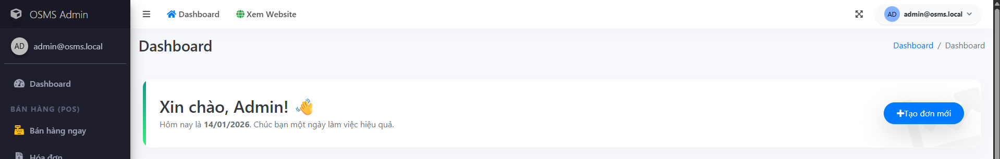 OSMS Admin
AD admin@osms.local
Dashboard
BÁN HÀNG (POS)
Bán hàng ngay
Hóa đơn
Dashboard Xem Website
AD admin@osms.local
Dashboard
Dashboard / Dashboard
Xin chào, Admin! 👋
Hôm nay là 14/01/2026. Chúc bạn một ngày làm việc hiệu quả.
+Tạo đơn mới